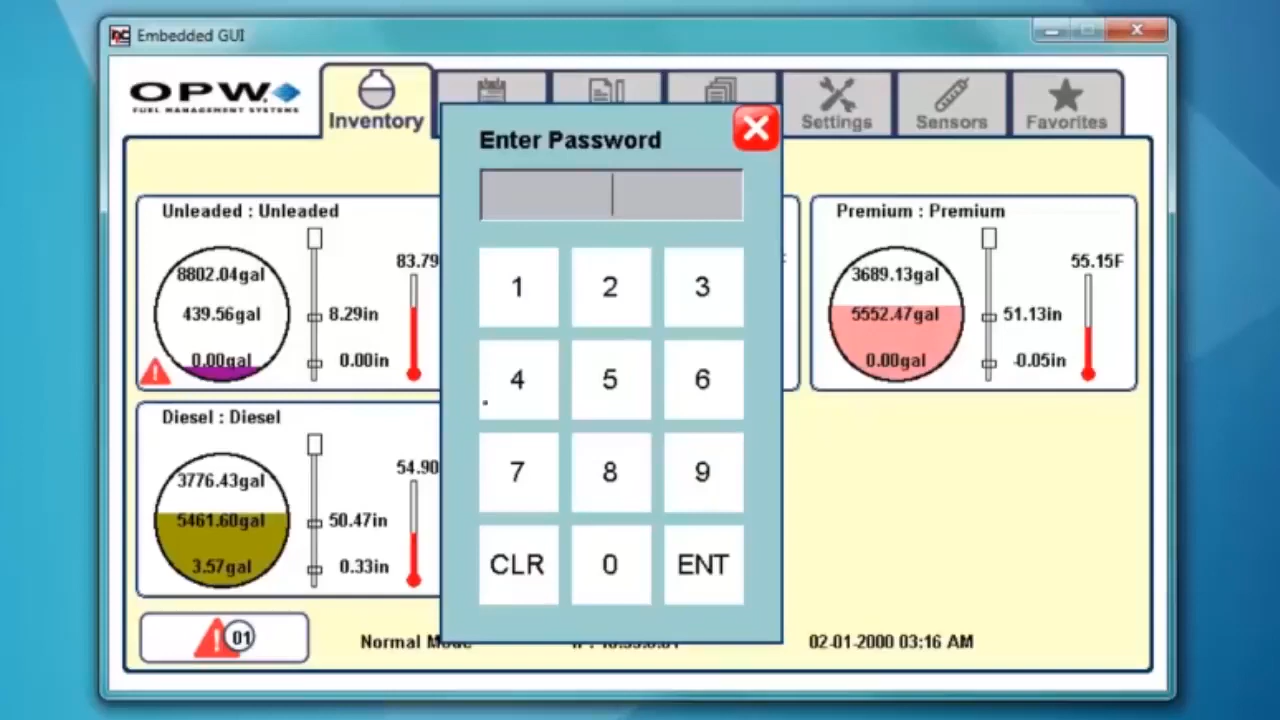 Embedded GUI
OPW
FUEL MANAGEMENT SYSTEMS
Inventory
Settings
Sensors
Favorites
Enter Password
1 2 3
4 5 6
7 8 9
CLR 0 ENT
Unleaded : Unleaded
8802.04gal
439.56gal
0.00gal
8.29in
0.00in
83.79
Premium : Premium
3689.13gal
5552.47gal
0.00gal
51.13in
-0.05in
55.15F
Diesel : Diesel
3776.43gal
5461.60gal
3.57gal
50.47in
0.33in
54.90
01
Normal Mode
02-01-2000 03:16 AM